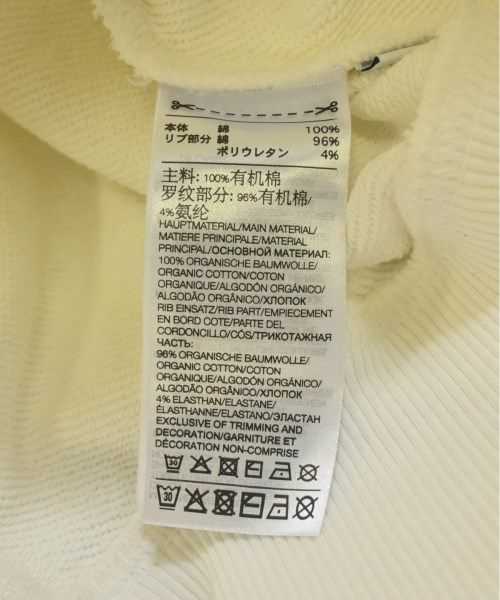 本体 綿 100%
リブ部分 綿 96%
ポリウレタン 4%
主料: 100%有机棉
罗纹部分: 96%有机棉/
4%氨纶
HAUPTMATERIAL/MAIN MATERIAL/
MATIERE PRINCIPALE/MATERIAL
PRINCIPAL/ОСНОВНОЙ МАТЕРИАЛ:
100% ORGANISCHE BAUMWOLLE/
ORGANIC COTTON/COTON
ORGANIQUE/ALGODÓN ORGÁNICO/
ALGODÃO ORGÂNICO/ХЛОПОК
RIB EINSATZ/RIB PART/EMPIECEMENT
EN BORD COTE/PARTE DEL
CORDONCILLO/CÓS/ТРИКОТАЖНАЯ
ЧАСТЬ:
96% ORGANISCHE BAUMWOLLE/
ORGANIC COTTON/COTON
ORGANIQUE/ALGODÓN ORGÁNICO/
ALGODÃO ORGÂNICO/ХЛОПОК
4% ELASTHAN/ELASTANE/
ÉLASTHANNE/ELASTANO/ЭЛАСТАН
EXCLUSIVE OF TRIMMING AND
DECORATION/GARNITURE ET
DÉCORATION NON-COMPRISE
30
30